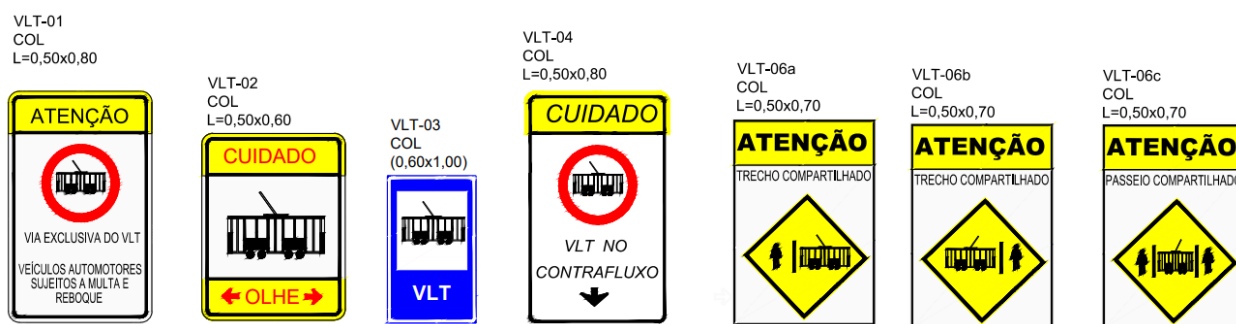 VLT-01
COL
L=0,50x0,80
ATENÇÃO
VIA EXCLUSIVA DO VLT
VEÍCULOS AUTOMOTORES
SUJEITOS A MULTA E
REBOQUE
VLT-02
COL
L=0,50x0,60
CUIDADO
OLHE
VLT-03
COL
(0,60x1,00)
VLT
VLT-04
COL
L=0,50x0,80
CUIDADO
VLT NO
CONTRAFLUXO
VLT-06a
COL
L=0,50x0,70
ATENÇÃO
TRECHO COMPARTILHADO
VLT-06b
COL
L=0,50x0,70
ATENÇÃO
TRECHO COMPARTILHADO
VLT-06c
COL
L=0,50x0,70
ATENÇÃO
PASSEIO COMPARTILHADO